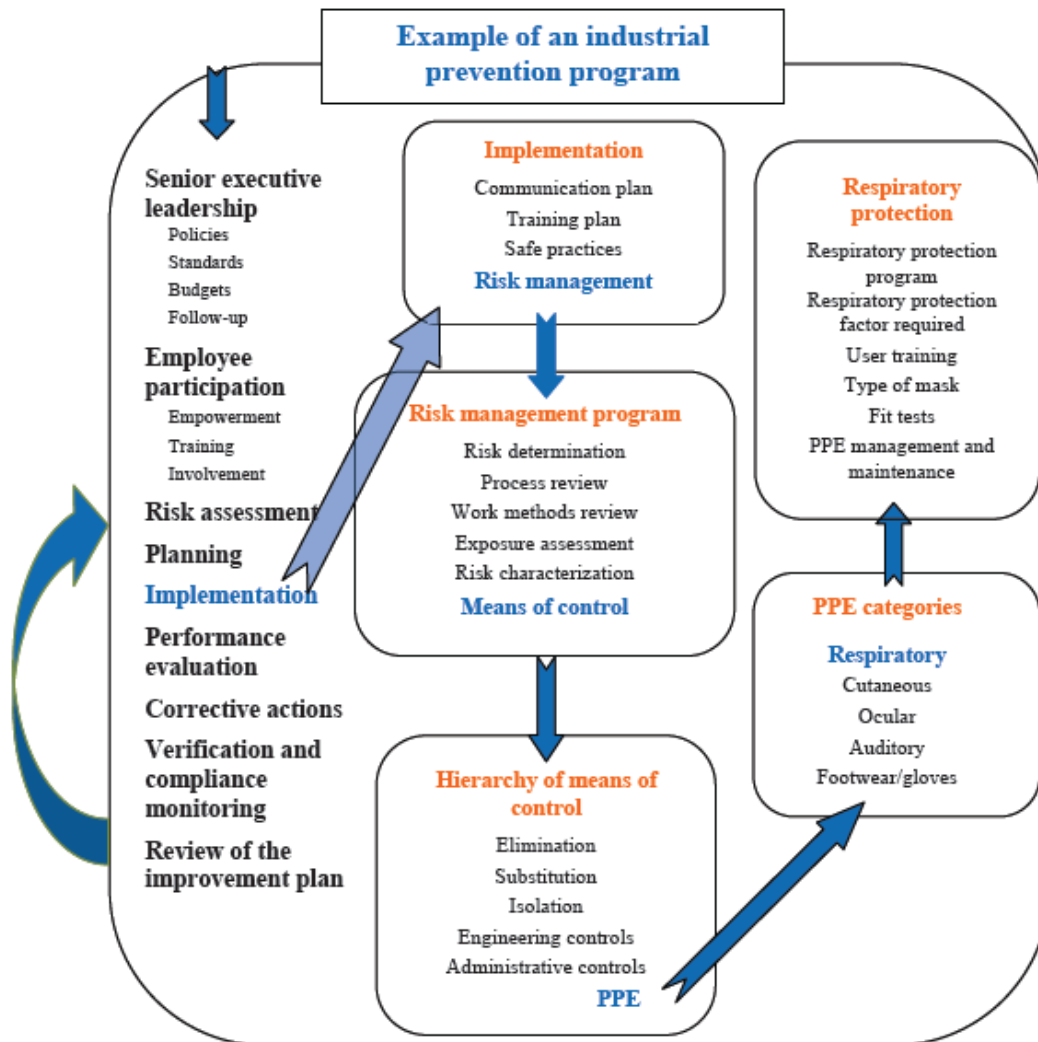 Example of an industrial
prevention program
Senior executive
leadership
Policies
Standards
Budgets
Follow-up
Employee
participation
Empowerment
Training
Involvement
Risk assessment
Planning
Implementation
Performance
evaluation
Corrective actions
Verification and
compliance
monitoring
Review of the
improvement plan
Implementation
Communication plan
Training plan
Safe practices
Risk management
Risk management program
Risk determination
Process review
Work methods review
Exposure assessment
Risk characterization
Means of control
Hierarchy of means of
control
Elimination
Substitution
Isolation
Engineering controls
Administrative controls
PPE
PPE categories
Respiratory
Cutaneous
Ocular
Auditory
Footwear/gloves
Respiratory
protection
Respiratory protection
program
Respiratory protection
factor required
User training
Type of mask
Fit tests
PPE management and
maintenance